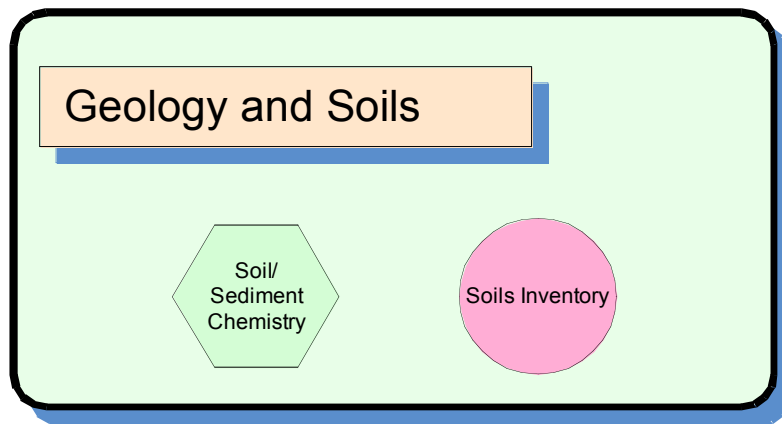 Geology and Soils
Soil/
Sediment
Chemistry
Soils Inventory